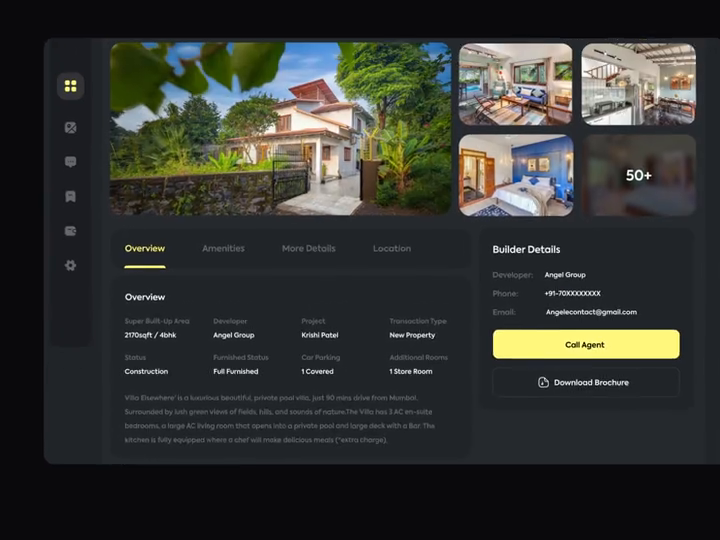 50+
Overview Amenities More Details Location
Overview
Super Built-Up Area Developer Project Transaction Type
2170sqft / 4bhk Angel Group Krishi Patel New Property
Status Furnished Status Car Parking Additional Rooms
Construction Full Furnished 1 Covered 1 Store Room
Villa Elsewhere' is a luxurious beautiful, private pool villa, just 90 mins drive from Mumbai.
Surrounded by lush green views of fields, hills, and sounds of nature.The Villa has 3 AC en-suite
bedrooms, a large AC living room that opens into a private pool and large deck with a Bar. The
kitchen is fully equipped where a chef will make delicious meals (*extra charge).
Builder Details
Developer: Angel Group
Phone: +91-70XXXXXXXX
Email: Angelecontact@gmail.com
Call Agent
Download Brochure